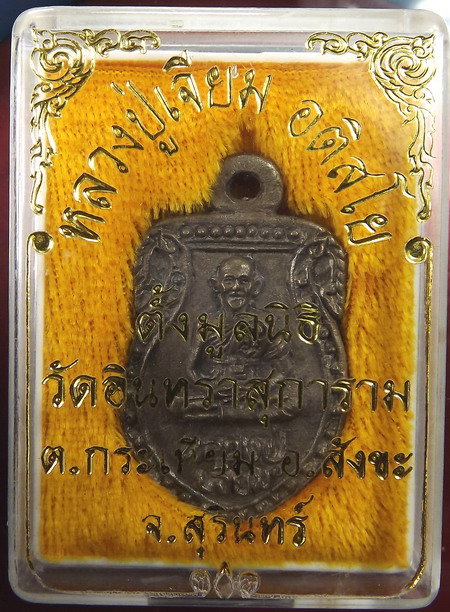 หลวงปู่เจียม อติสโย
ตั้งมูลนิธิ
วัดอินทราสุการาม
ต.กระเทียม อ.สังขะ
จ.สุรินทร์